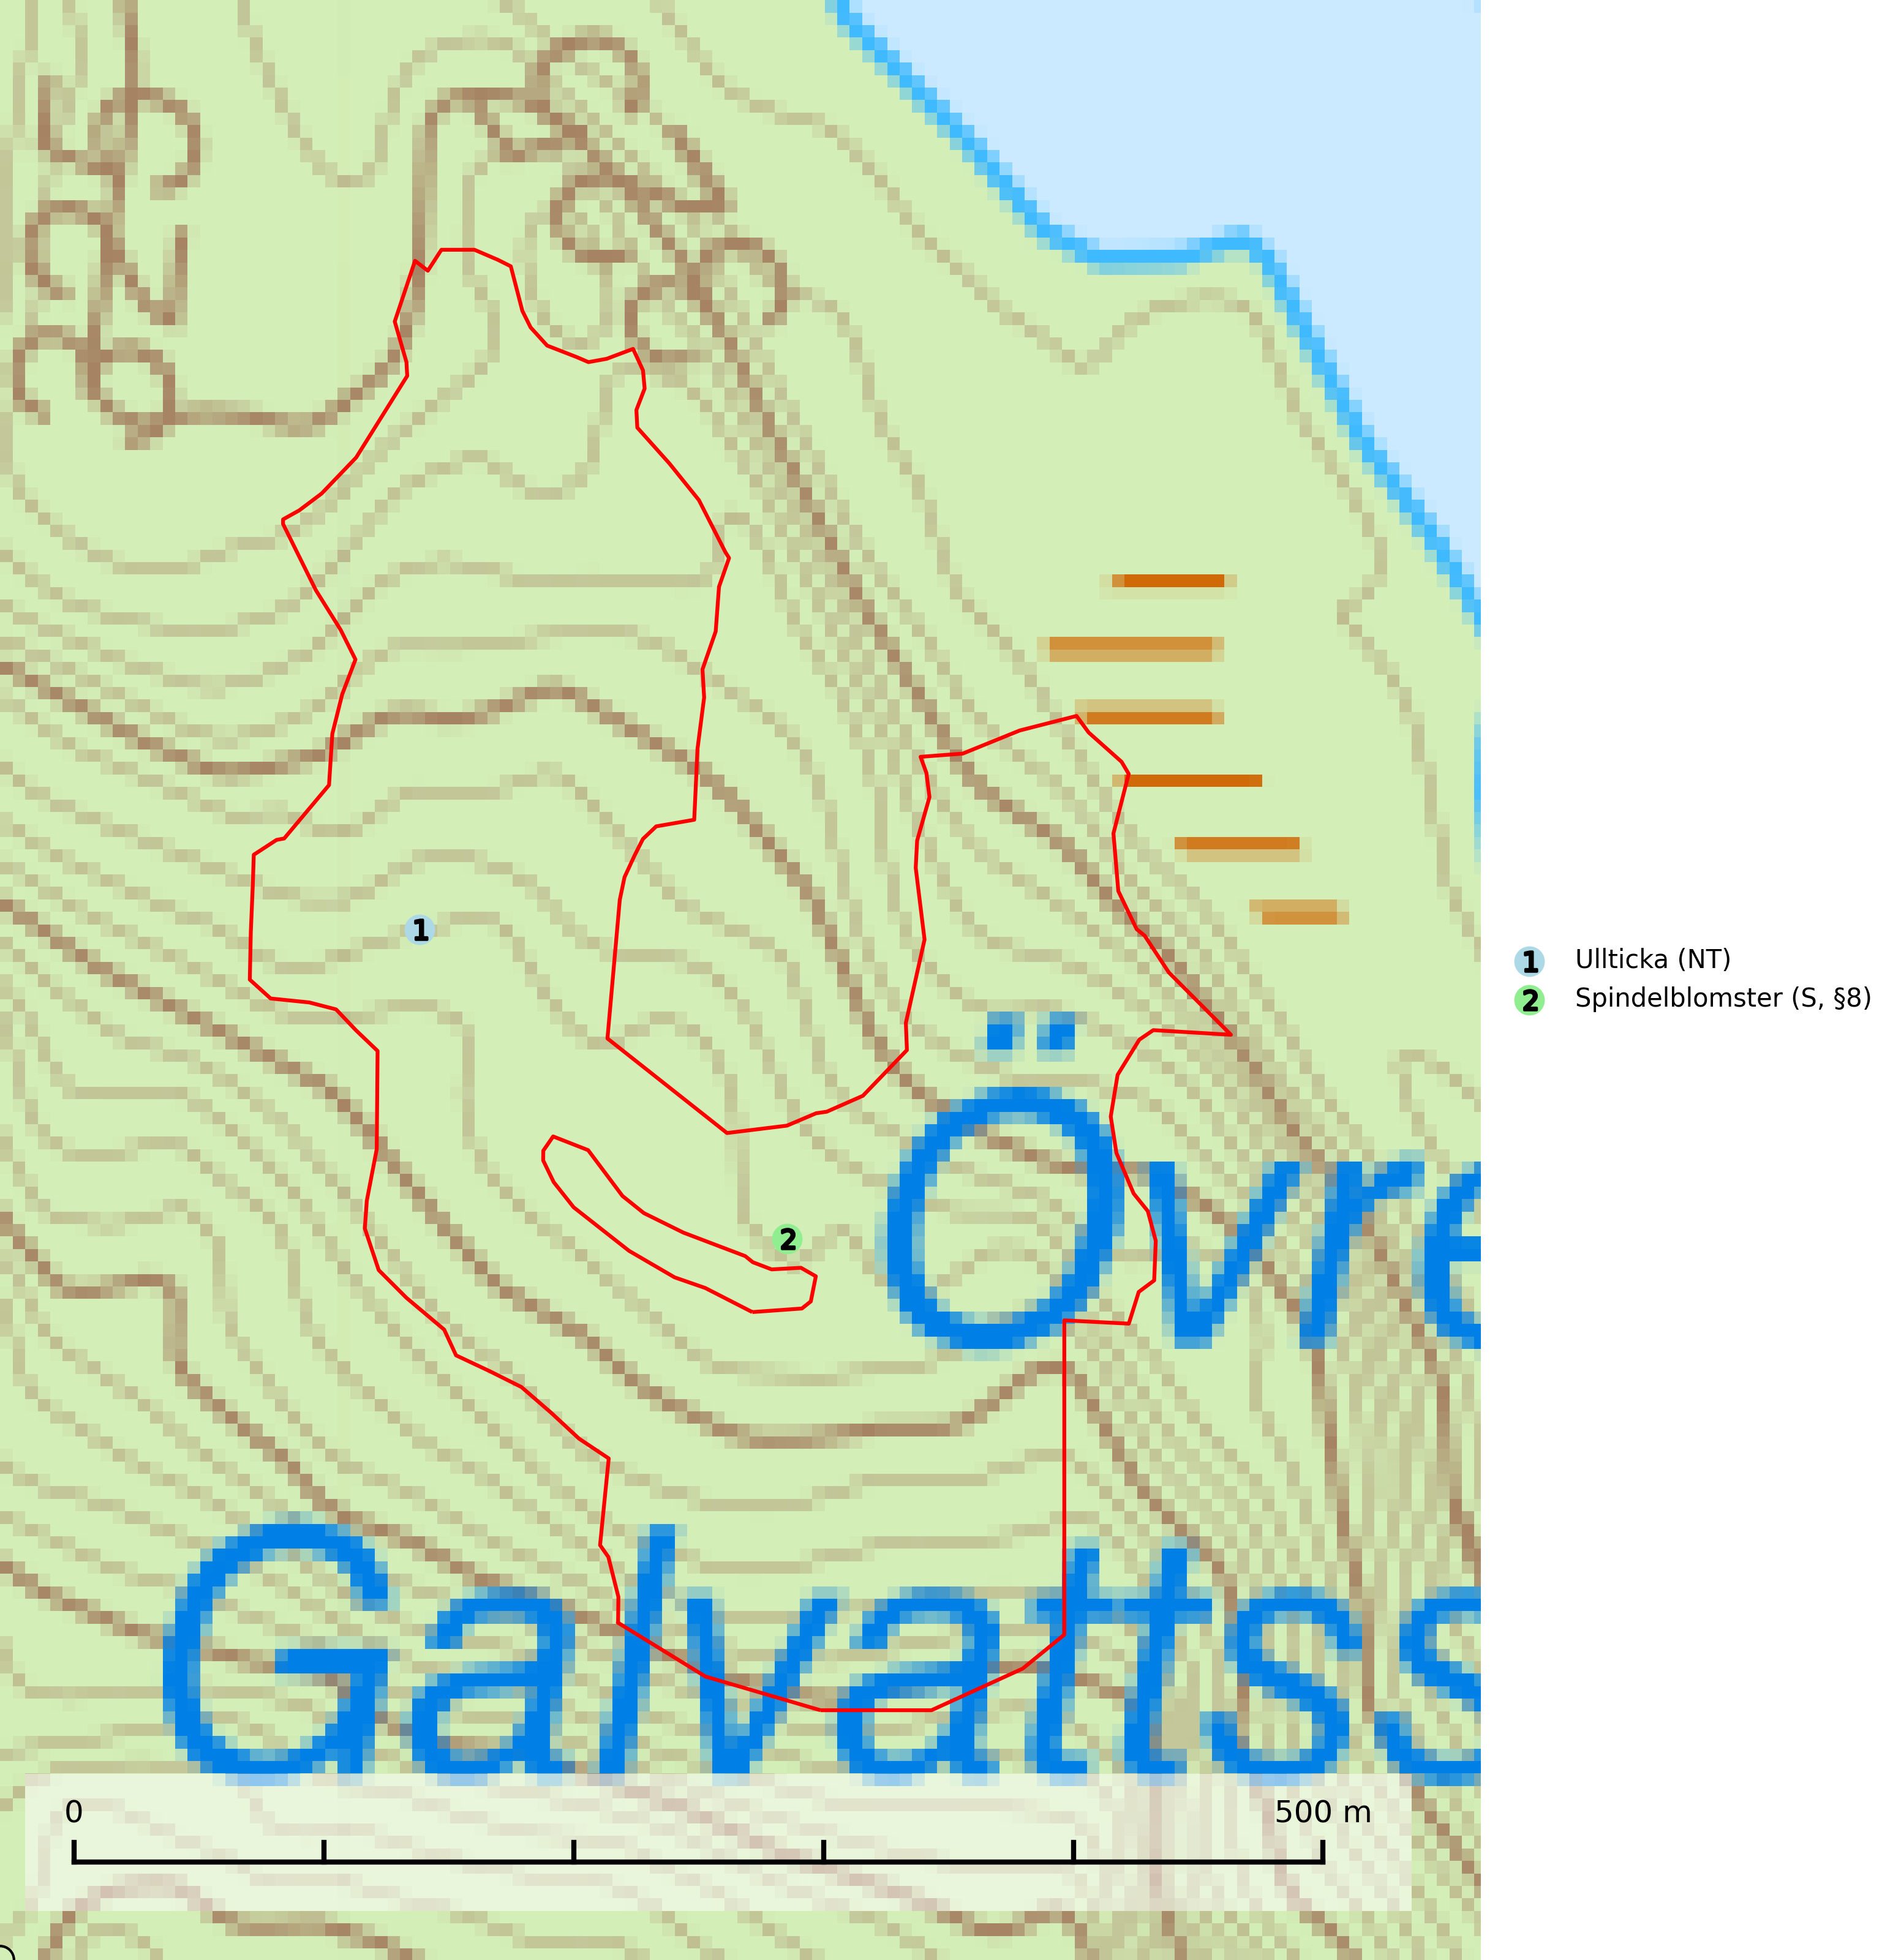 1
Ullticka (NT)
1
2
Spindelblomster (S, §8)
Övre
2
Galvatts
0
500 m